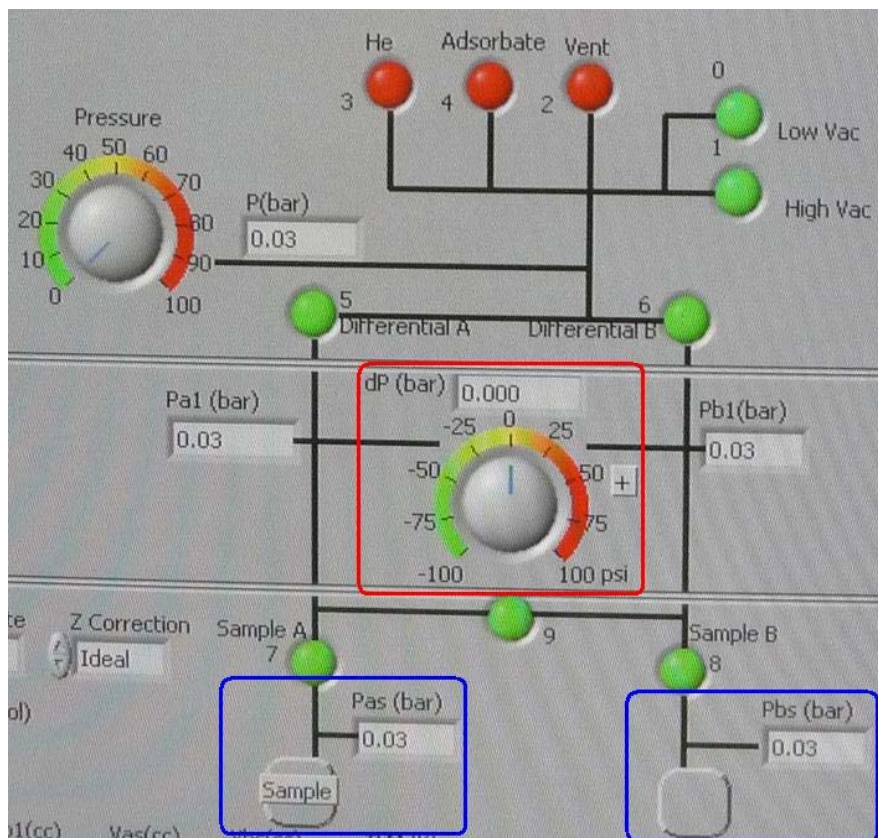 He Adsorbate Vent
3 4 2
0
Low Vac
1
High Vac
Pressure
0 10 20 30 40 50 60 70 80 90 100
P(bar)
0.03
5
Differential A
6
Differential B
dP (bar) 0.000
Pa1 (bar)
0.03
Pb1(bar)
0.03
-100 -75 -50 -25 0 25 50 75 100 psi
+
Z Correction
Ideal
Sample A
7
9
Sample B
8
Pas (bar)
0.03
Sample
Pbs (bar)
0.03
Vas(cc)